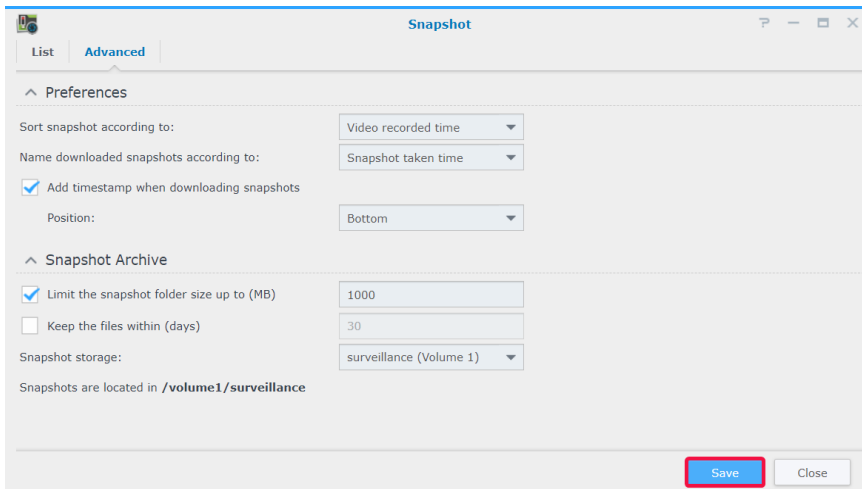 Snapshot
List Advanced
Preferences
Sort snapshot according to: Video recorded time
Name downloaded snapshots according to: Snapshot taken time
Add timestamp when downloading snapshots
Position: Bottom
Snapshot Archive
Limit the snapshot folder size up to (MB) 1000
Keep the files within (days) 30
Snapshot storage: surveillance (Volume 1)
Snapshots are located in /volume1/surveillance
Save Close